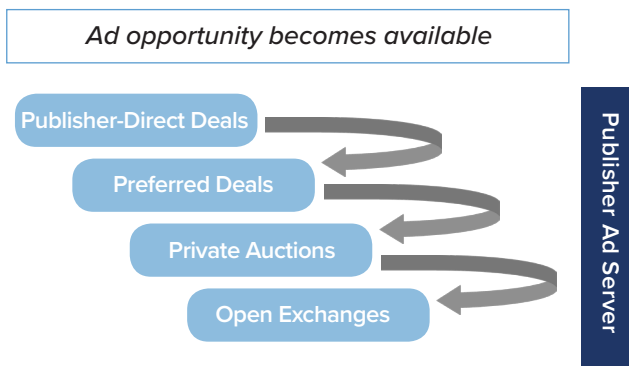 Ad opportunity becomes available
Publisher-Direct Deals
Preferred Deals
Private Auctions
Open Exchanges
Publisher Ad Server